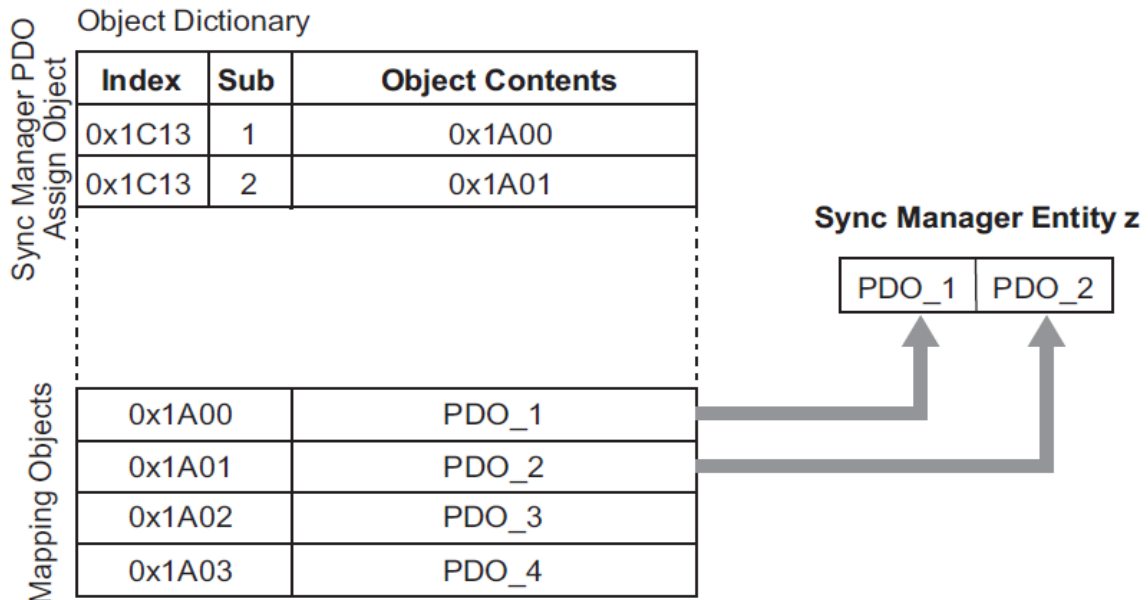 Object Dictionary
Sync Manager PDO
Assign Object
Index Sub Object Contents
0x1C13 1 0x1A00
0x1C13 2 0x1A01
Sync Manager Entity z
PDO_1 PDO_2
Mapping Objects
0x1A00 PDO_1
0x1A01 PDO_2
0x1A02 PDO_3
0x1A03 PDO_4